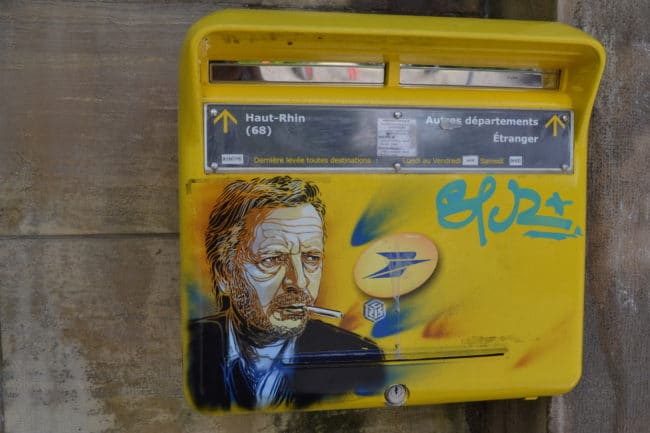 Haut-Rhin
(68)
Autres départements
Étranger
Dernière levée toutes destinations :
Lundi au Vendredi
Samedi